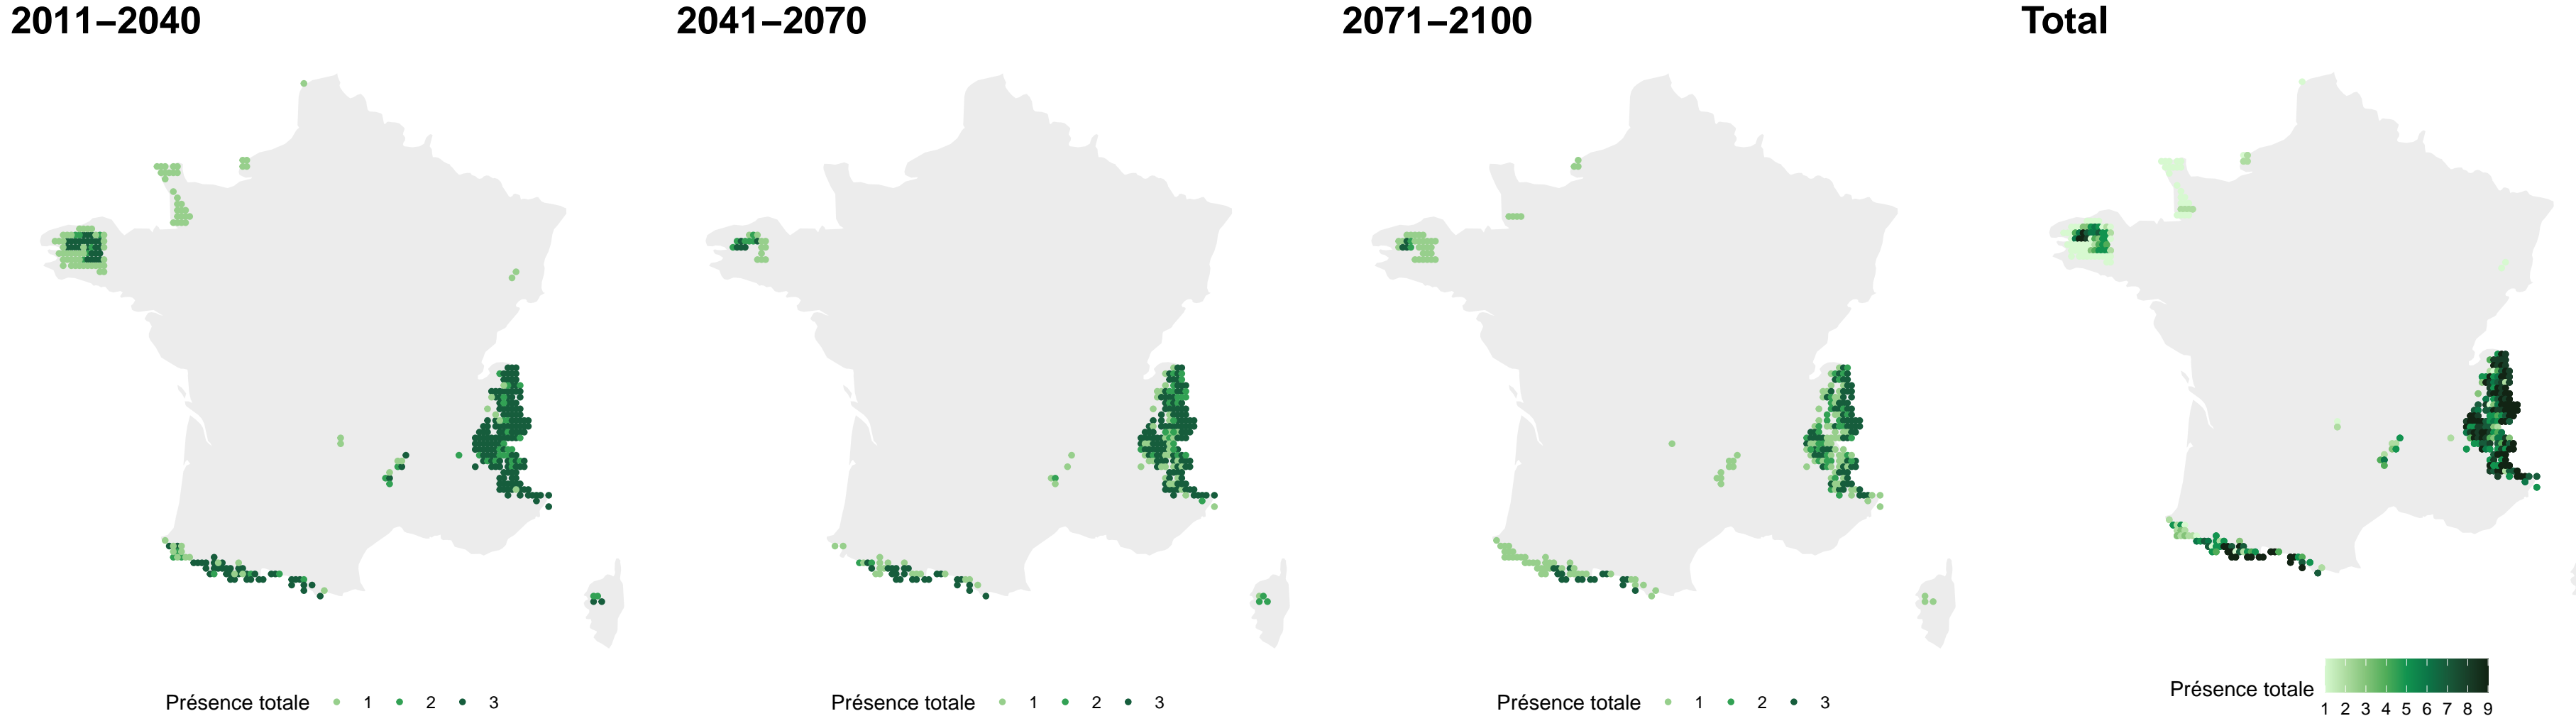 2011–2040 2041–2070 2071–2100 Total
Présence totale 1 2 3 Présence totale 1 2 3 Présence totale 1 2 3 Présence totale
1 2 3 4 5 6 7 8 9